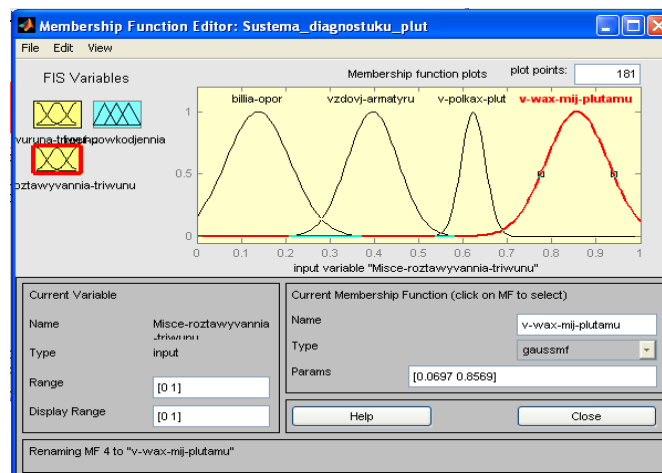 Membership Function Editor: Sustema_diagnostuku_plut
File Edit View
FIS Variables
Membership function plots plot points: 181
billia-opor vzdovj-armatyru v-polkax-plut v-wax-mij-plutamu
roztawyvannia-triwunu
1
0.5
0
0 0.1 0.2 0.3 0.4 0.5 0.6 0.7 0.8 0.9 1
input variable "Misce-roztawyvannia-triwunu"
Current Variable
Name Misce-roztawyvannia
-triwunu
Type input
Range [0 1]
Display Range [0 1]
Current Membership Function (click on MF to select)
Name v-wax-mij-plutamu
Type gaussmf
Params [0.0697 0.8569]
Help Close
Renaming MF 4 to "v-wax-mij-plutamu"